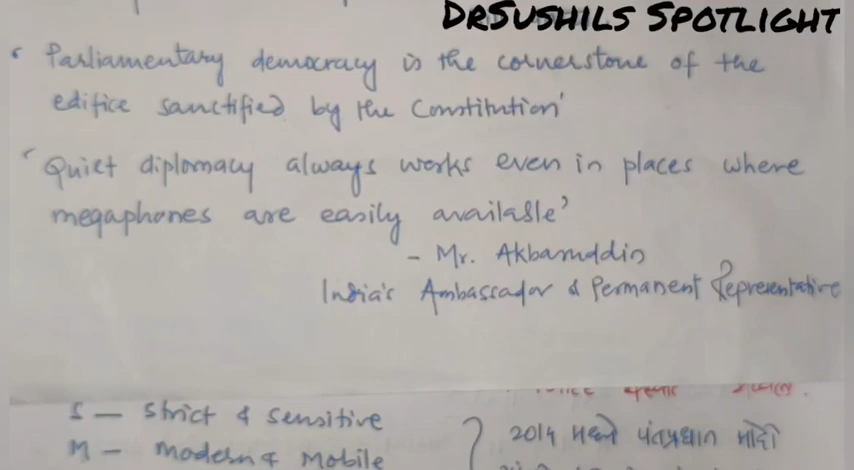 DRSUSHILS SPOTLIGHT
' Parliamentary democracy is the cornerstone of the
edifice sanctified by the Constitution'
' Quiet diplomacy always works even in places where
megaphones are easily available'
- Mr. Akbaruddin
India's Ambassador & Permanent Representative
S - Strict & Sensitive
M - Modern & Mobile
2014 मध्ये पंतप्रधान मोदी